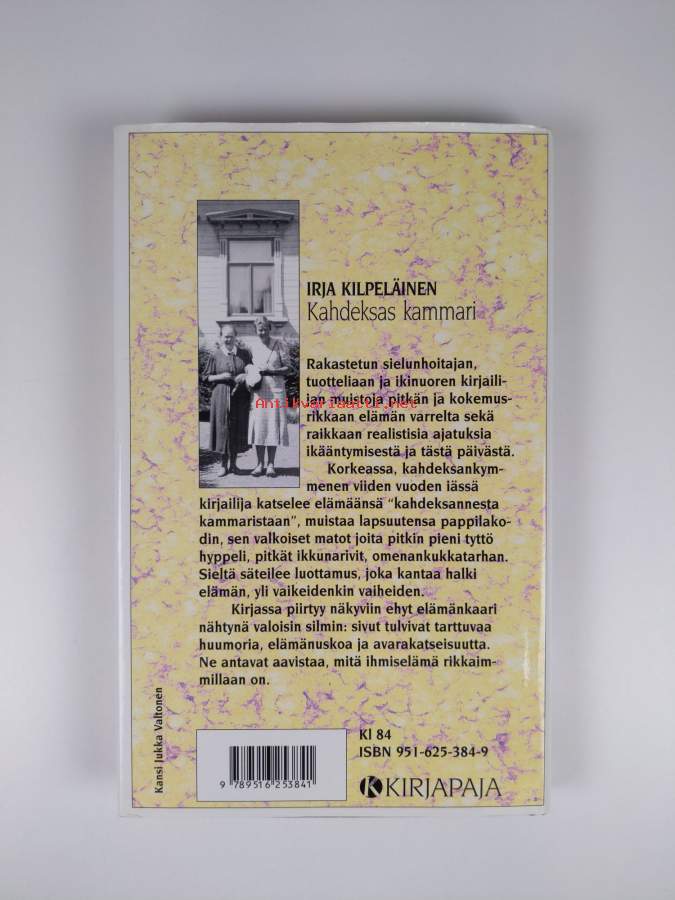 IRJA KILPELÄINEN
Kahdeksas kammari
Rakastetun sielunhoitajan,
tuotteliaan ja ikinuoren kirjaili-
jan muistoja pitkän ja kokemus-
rikkaan elämän varrelta sekä
raikkaan realistisia ajatuksia
ikääntymisestä ja tästä päivästä.
Korkeassa, kahdeksankym-
menen viiden vuoden iässä
kirjailija katselee elämäänsä "kahdeksannesta
kammaristaan", muistaa lapsuutensa pappilako-
din, sen valkoiset matot joita pitkin pieni tyttö
hyppeli, pitkät ikkunarivit, omenankukkatarhan.
Sieltä säteilee luottamus, joka kantaa halki
elämän, yli vaikeidenkin vaiheiden.
Kirjassa piirtyy näkyviin ehyt elämänkaari
nähtynä valoisin silmin: sivut tulvivat tarttuvaa
huumoria, elämänuskoa ja avarakatseisuutta.
Ne antavat aavistaa, mitä ihmiselämä rikkaim-
millaan on.
Kansi Jukka Valtonen
Kl 84
ISBN 951-625-384-9
9 789516 253841
KIRJAPAJA
Antikvariaatti.net